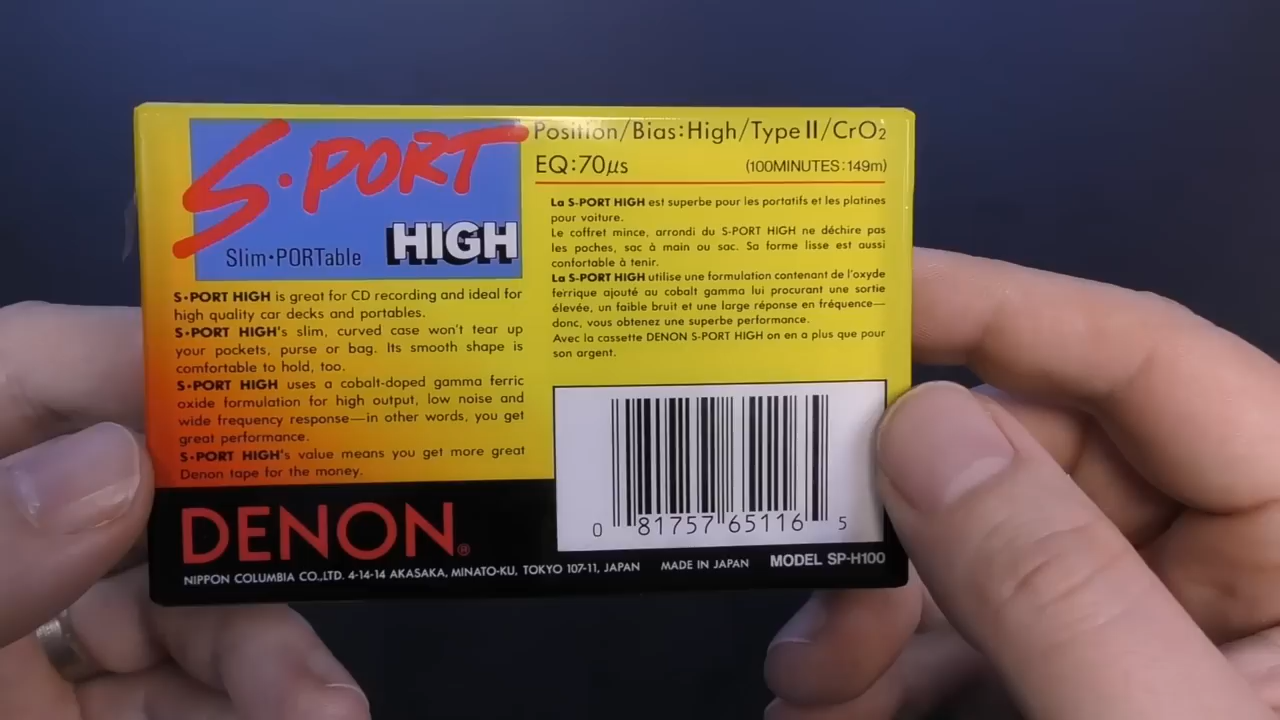 S•PORT
HIGH
Slim•PORTable
S•PORT HIGH is great for CD recording and ideal for
high quality car decks and portables.
S•PORT HIGH's slim, curved case won't tear up
your pockets, purse or bag. Its smooth shape is
comfortable to hold, too.
S•PORT HIGH uses a cobalt-doped gamma ferric
oxide formulation for high output, low noise and
wide frequency response—in other words, you get
great performance.
S•PORT HIGH's value means you get more great
Denon tape for the money.
Position/Bias:High/Type II/CrO₂
EQ:70μs (100MINUTES:149m)
La S-PORT HIGH est superbe pour les portatifs et les platines
pour voiture.
Le coffret mince, arrondi du S-PORT HIGH ne déchire pas
les poches, sac à main ou sac. Sa forme lisse est aussi
confortable à tenir.
La S-PORT HIGH utilise une formulation contenant de l'oxyde
ferrique ajouté au cobalt gamma lui procurant une sortie
élevée, un faible bruit et une large réponse en fréquence—
donc, vous obtenez une superbe performance.
Avec la cassette DENON S-PORT HIGH on en a plus que pour
son argent.
0 81757 65116 5
DENON®
NIPPON COLUMBIA CO.,LTD. 4-14-14 AKASAKA, MINATO-KU, TOKYO 107-11, JAPAN MADE IN JAPAN MODEL SP-H100